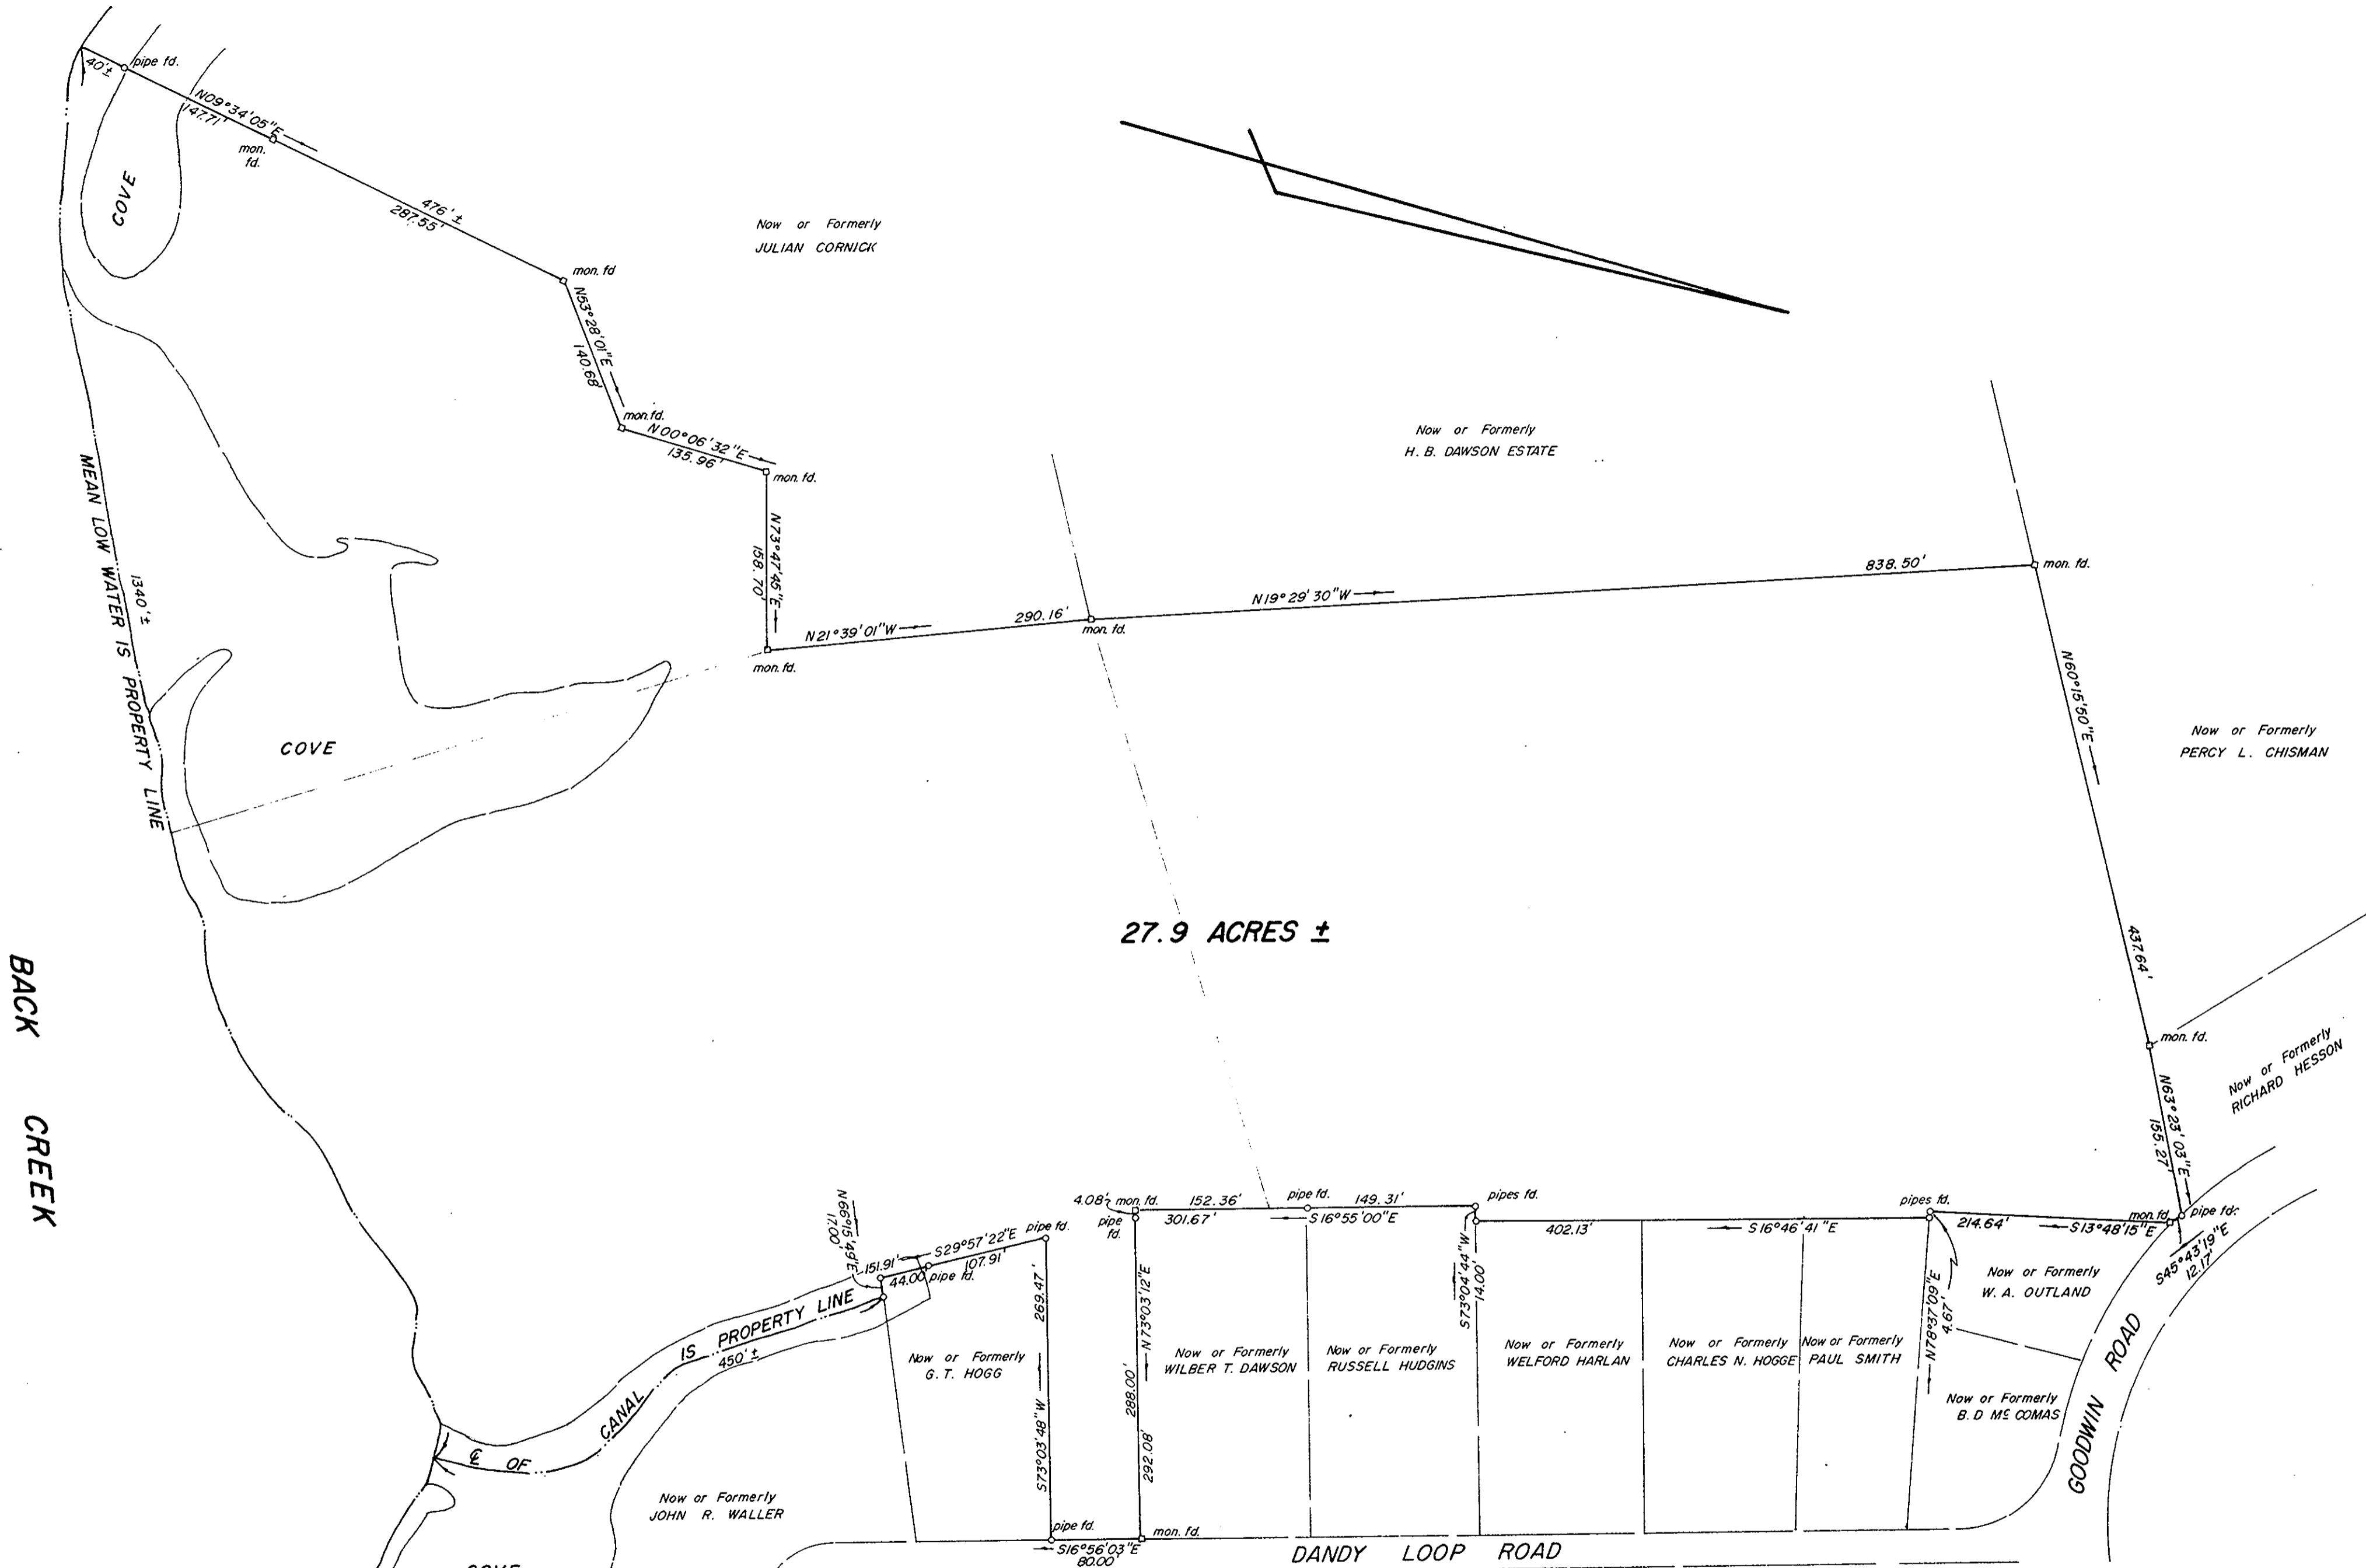 40'±
pipe fd.
N09°34'05"E
147.71'
mon.
fd.
COVE
476'±
287.55'
mon. fd
N53°28'01"E
140.68'
mon. fd.
N00°06'32"E
135.96'
mon. fd.
N73°47'45"E
158.70'
mon. fd.
Now or Formerly
JULIAN CORNICK
Now or Formerly
H. B. DAWSON ESTATE
N21°39'01"W
290.16'
mon. fd.
N19°29'30"W
838.50'
mon. fd.
N60°15'50"E
437.64'
Now or Formerly
PERCY L. CHISMAN
mon. fd.
Now or Formerly
RICHARD HESSON
N63°23'03"E
155.27'
MEAN LOW WATER IS PROPERTY LINE
1340'±
COVE
27.9 ACRES ±
BACK CREEK
N66°15'49"E
17.00'
151.91'
S29°57'22"E
44.00
pipe fd.
107.91'
pipe fd.
4.08'
mon. fd.
pipe
fd.
152.36'
301.67'
pipe fd.
149.31'
S16°55'00"E
pipes fd.
S73°04'44"W
14.00'
402.13'
S16°46'41"E
pipes fd.
214.64'
S13°48'15"E
mon. fd.
pipe fd.
S45°43'19"E
12.17'
N78°37'09"E
4.67'
℄ OF CANAL IS PROPERTY LINE
450'±
269.47'
S73°03'48"W
N73°03'12"E
288.00'
292.08'
Now or Formerly
G. T. HOGG
Now or Formerly
WILBER T. DAWSON
Now or Formerly
RUSSELL HUDGINS
Now or Formerly
WELFORD HARLAN
Now or Formerly
CHARLES N. HOGGE
Now or Formerly
PAUL SMITH
Now or Formerly
W. A. OUTLAND
Now or Formerly
B. D Mc COMAS
GOODWIN ROAD
Now or Formerly
JOHN R. WALLER
pipe fd.
mon. fd.
S16°56'03"E
80.00'
DANDY LOOP ROAD